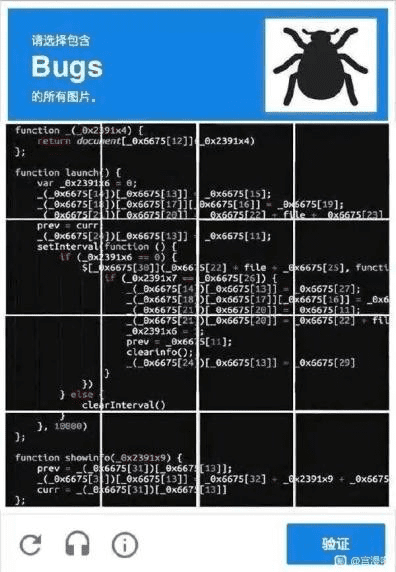 请选择包含
Bugs
的所有图片。
function _(_0x2391x4) {
return document[_0x6675[12]](_0x2391x4)
};
function launch() {
var _0x2391x6 = 0;
_(_0x6675[14])[_0x6675[13]] = _0x6675[15];
_(_0x6675[18])[_0x6675[17]][_0x6675[16]] = _0x6675[19];
_(_0x6675[21])[_0x6675[20]] = _0x6675[22] + file + _0x6675[23]
prev = curr
_(_0x6675[24])[_0x6675[13]] = _0x6675[11];
setInterval(function () {
if (_0x2391x6 == 0) {
$[_0x6675[30]](_0x6675[22] + file + _0x6675[25], functi
if (_0x2391x7 == _0x6675[26]) {
_(_0x6675[14])[_0x6675[13]] = _0x6675[27];
_(_0x6675[18])[_0x6675[17]][_0x6675[16]] = _0x6
_(_0x6675[21])[_0x6675[20]] = _0x6675[11];
_(_0x6675[21])[_0x6675[20]] = _0x6675[22] + fil
_0x2391x6 =
prev = _0x6675[11];
clearinfo();
_(_0x6675[24])[_0x6675[13]] = _0x6675[29]
}
})
} else {
clearInterval()
}
}, 10000)
};
function showinfo(_0x2391x9) {
prev = _(_0x6675[31])[_0x6675[13]];
_(_0x6675[31])[_0x6675[13]] = _0x6675[32] + _0x2391x9 + _0x6675
curr = _(_0x6675[31])[_0x6675[13]]
};
验证